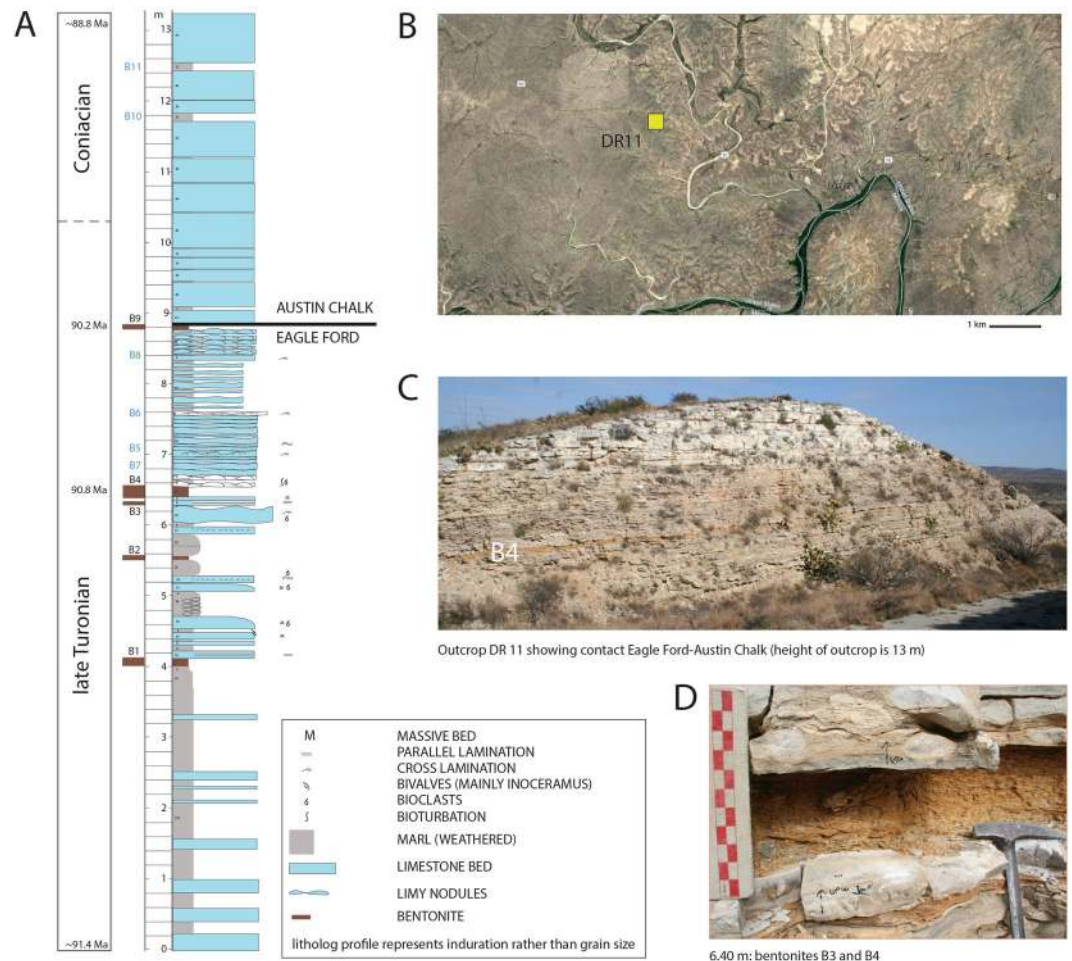 A
~88.8 Ma
m
13
B11
12
B10
Coniacian
11
10
AUSTIN CHALK
9
B9
90.2 Ma
EAGLE FORD
B8
8
B6
B5
7
B7
B4
90.8 Ma
B3
6
B2
late Turonian
5
B1
4
3
2
1
~91.4 Ma
0
M
MASSIVE BED
PARALLEL LAMINATION
CROSS LAMINATION
BIVALVES (MAINLY INOCERAMUS)
BIOCLASTS
BIOTURBATION
MARL (WEATHERED)
LIMESTONE BED
LIMY NODULES
BENTONITE
litholog profile represents induration rather than grain size
B
DR11
1 km
C
B4
Outcrop DR 11 showing contact Eagle Ford-Austin Chalk (height of outcrop is 13 m)
D
6.40 m: bentonites B3 and B4